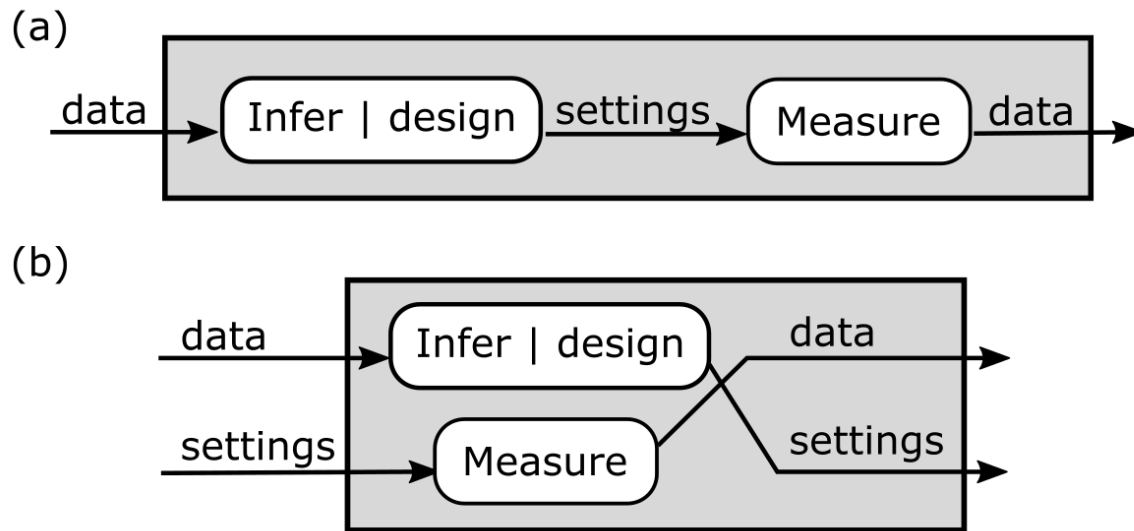 (a)
data
Infer | design
settings
Measure
data
(b)
data
Infer | design
data
settings
Measure
settings